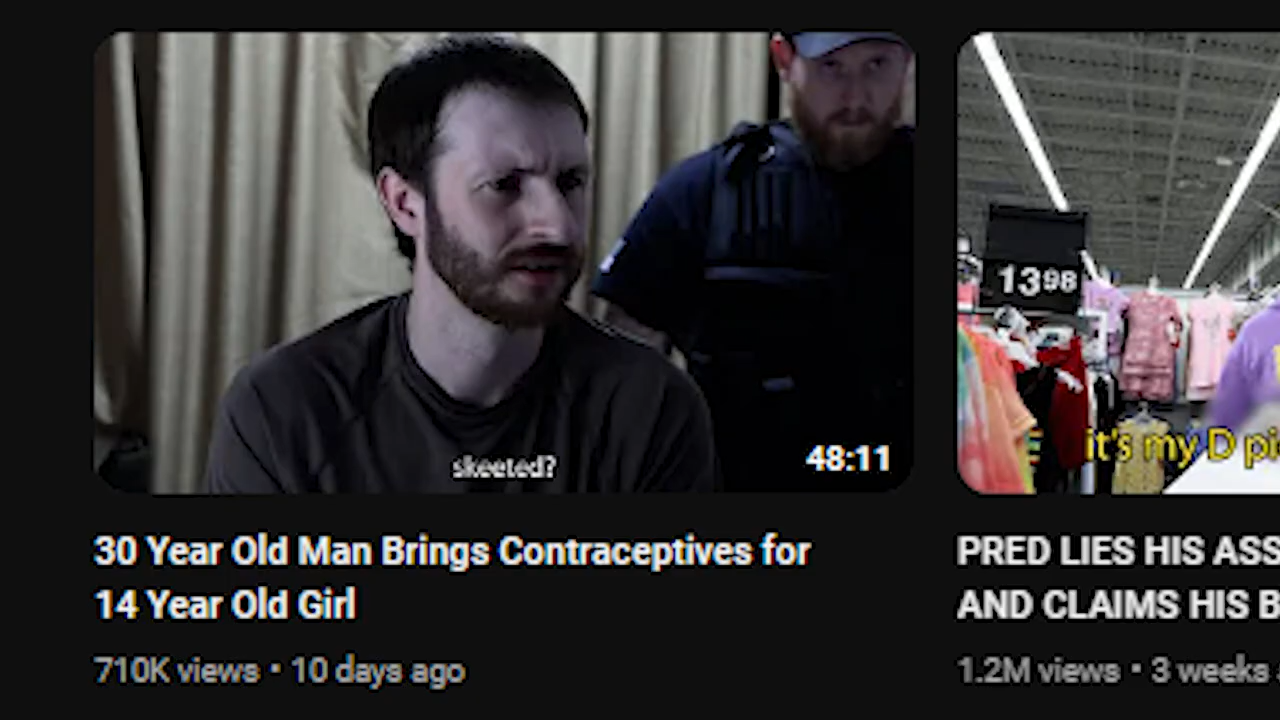 1398
skeeted?
48:11
it's my D pi
30 Year Old Man Brings Contraceptives for
14 Year Old Girl
710K views • 10 days ago
PRED LIES HIS ASS
AND CLAIMS HIS B
1.2M views • 3 weeks